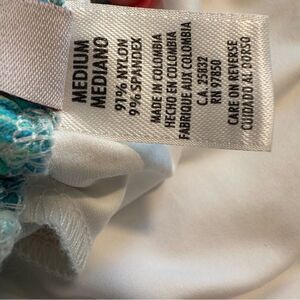 MEDIUM
MEDIANO
91% NYLON
9% SPANDEX
MADE IN COLOMBIA
HECHO EN COLOMBIA
FABRIQUE AUX COLOMBIA
C.A. 25832
RN 97850
CARE ON REVERSE
CUIDADO AL DORSO